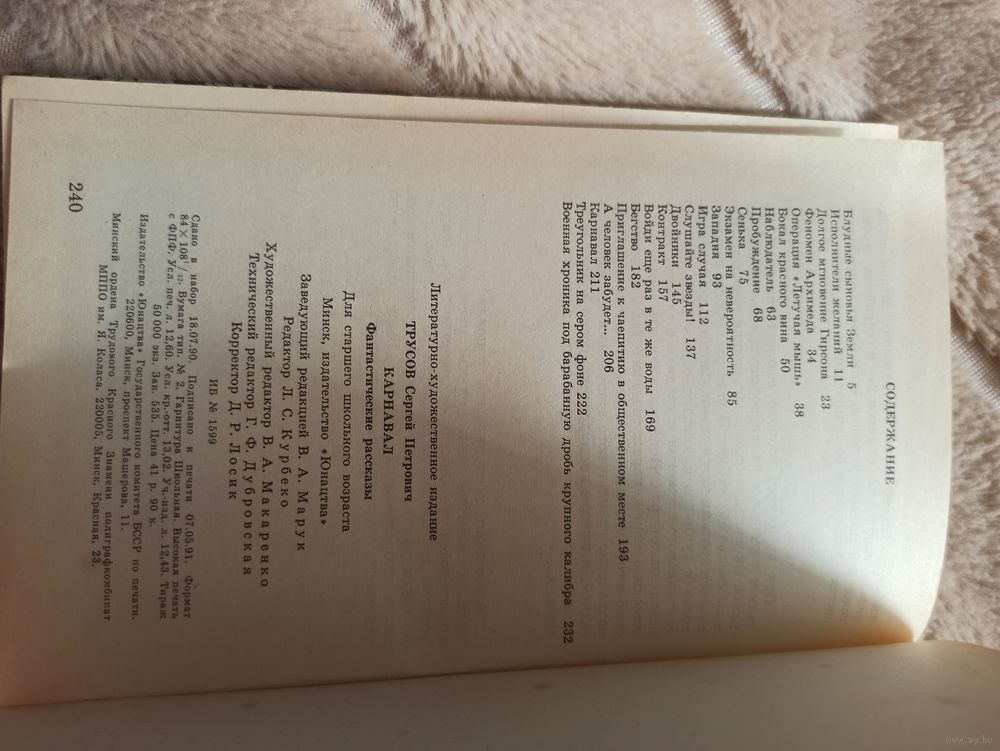 СОДЕРЖАНИЕ
Блудные сыновья Земли 5
Исполнители желаний 11
Долгое мгновение Гирсона 23
Феномен Архимеда 34
Операция «Летучая мышь» 38
Бокал красного вина 50
Наблюдатель 63
Пробуждение 68
Сенька 75
Экзамен на невероятность 85
Западня 93
Игра случая 112
Слушайте звезды! 137
Двойники 145
Контракт 157
Войди еще раз в те же воды 169
Бегство 182
Приглашение к чаепитию в общественном месте 193
А человек забудет... 206
Карнавал 211
Треугольник на сером фоне 222
Военная хроника под барабанную дробь крупного калибра 232
Литературно-художественное издание
ТРУСОВ Сергей Петрович
КАРНАВАЛ
Фантастические рассказы
Для старшего школьного возраста
Минск, издательство «Юнацтва»
Заведующий редакцией В. А. Марук
Редактор Л. С. Курбеко
Художественный редактор В. А. Макаренко
Технический редактор Г. Ф. Дубровская
Корректор Д. Р. Лосик
ИБ № 1599
Сдано в набор 18.07.90. Подписано к печати 07.05.91. Формат
84×108¹/₃₂. Бумага тип. № 2. Гарнитура Школьная. Высокая печать
с ФПФ. Усл. печ. л. 12,60. Усл. кр.-отт. 13,02. Уч.-изд. л. 12,43. Тираж
50 000 экз. Зак. 535. Цена 41 р. 90 к.
Издательство «Юнацтва» Государственного комитета БССР по печати.
220600, Минск, проспект Машерова, 11.
Минский ордена Трудового Красного Знамени полиграфкомбинат
МППО им. Я. Коласа. 220005, Минск, Красная, 23.
240
www.ay.by